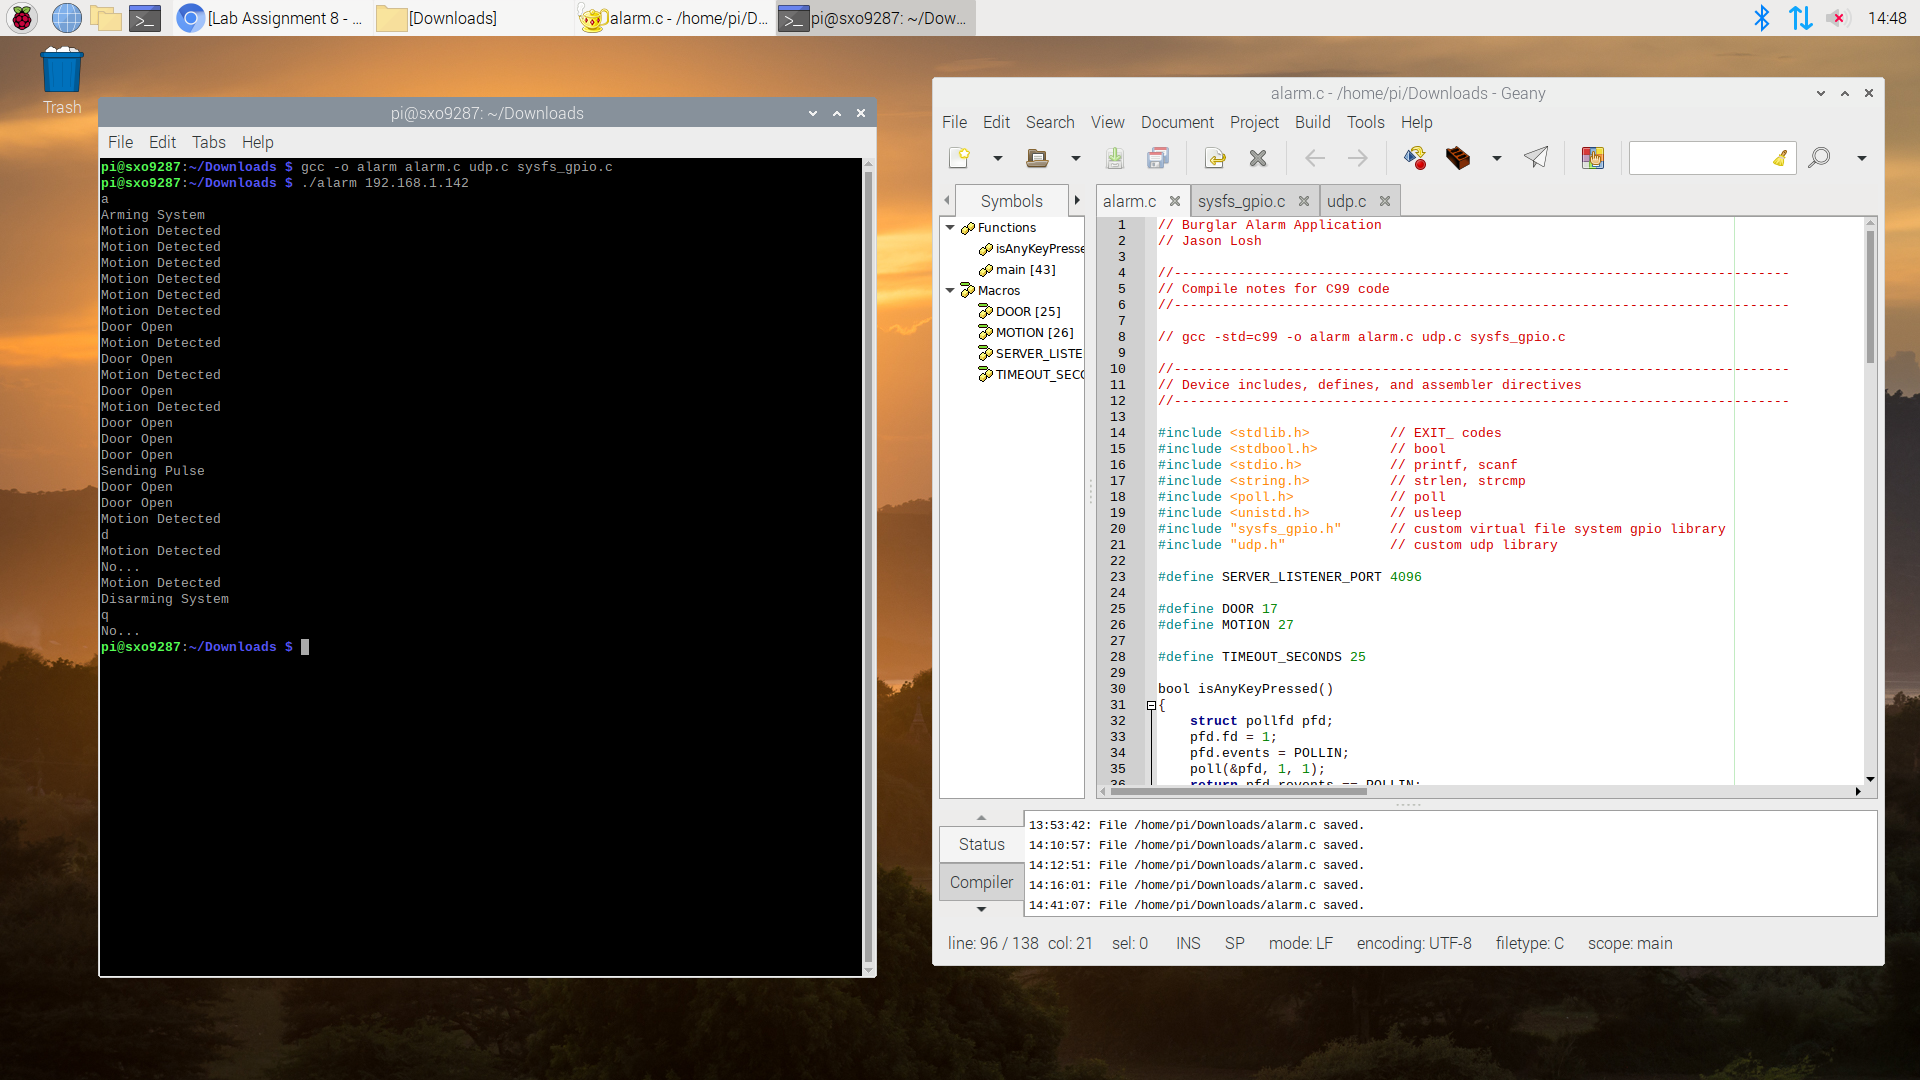 [Lab Assignment 8 - ...
[Downloads]
alarm.c - /home/pi/D...
pi@sxo9287: ~/Dow...
14:48
Trash
pi@sxo9287: ~/Downloads
File Edit Tabs Help
pi@sxo9287:~/Downloads $ gcc -o alarm alarm.c udp.c sysfs_gpio.c
pi@sxo9287:~/Downloads $ ./alarm 192.168.1.142
a
Arming System
Motion Detected
Motion Detected
Motion Detected
Motion Detected
Motion Detected
Motion Detected
Door Open
Motion Detected
Door Open
Motion Detected
Door Open
Motion Detected
Door Open
Door Open
Door Open
Sending Pulse
Door Open
Door Open
Motion Detected
d
Motion Detected
No...
Motion Detected
Disarming System
q
No...
pi@sxo9287:~/Downloads $
alarm.c - /home/pi/Downloads - Geany
File Edit Search View Document Project Build Tools Help
Symbols
Functions
isAnyKeyPresse
main [43]
Macros
DOOR [25]
MOTION [26]
SERVER_LISTE
TIMEOUT_SECO
alarm.c
sysfs_gpio.c
udp.c
1 // Burglar Alarm Application
2 // Jason Losh
3
4 //-----------------------------------------------------------------------------
5 // Compile notes for C99 code
6 //-----------------------------------------------------------------------------
7
8 // gcc -std=c99 -o alarm alarm.c udp.c sysfs_gpio.c
9
10 //-----------------------------------------------------------------------------
11 // Device includes, defines, and assembler directives
12 //-----------------------------------------------------------------------------
13
14 #include <stdlib.h> // EXIT_ codes
15 #include <stdbool.h> // bool
16 #include <stdio.h> // printf, scanf
17 #include <string.h> // strlen, strcmp
18 #include <poll.h> // poll
19 #include <unistd.h> // usleep
20 #include "sysfs_gpio.h" // custom virtual file system gpio library
21 #include "udp.h" // custom udp library
22
23 #define SERVER_LISTENER_PORT 4096
24
25 #define DOOR 17
26 #define MOTION 27
27
28 #define TIMEOUT_SECONDS 25
29
30 bool isAnyKeyPressed()
31 {
32 struct pollfd pfd;
33 pfd.fd = 1;
34 pfd.events = POLLIN;
35 poll(&pfd, 1, 1);
36 return pfd.revents == POLLIN;
Status
Compiler
13:53:42: File /home/pi/Downloads/alarm.c saved.
14:10:57: File /home/pi/Downloads/alarm.c saved.
14:12:51: File /home/pi/Downloads/alarm.c saved.
14:16:01: File /home/pi/Downloads/alarm.c saved.
14:41:07: File /home/pi/Downloads/alarm.c saved.
line: 96 / 138 col: 21 sel: 0 INS SP mode: LF encoding: UTF-8 filetype: C scope: main